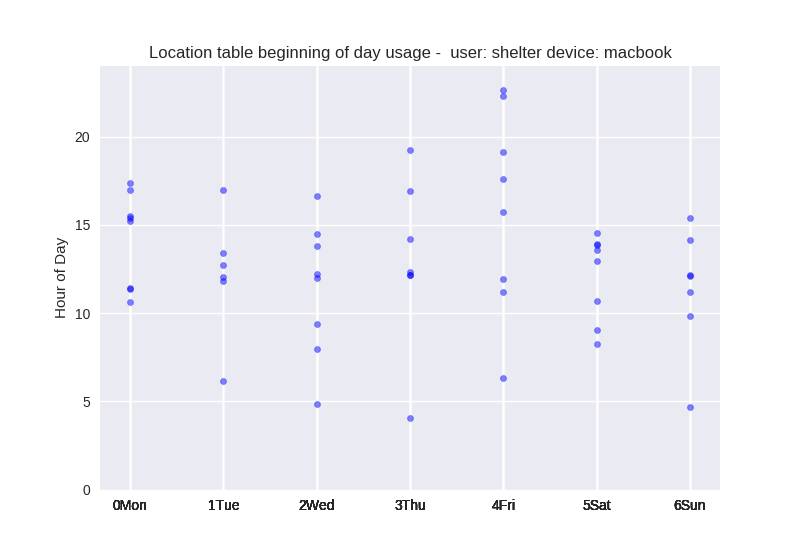 Location table beginning of day usage -  user: shelter device: macbook
Hour of Day
20
15
10
5
0
0Mon 1Tue 2Wed 3Thu 4Fri 5Sat 6Sun